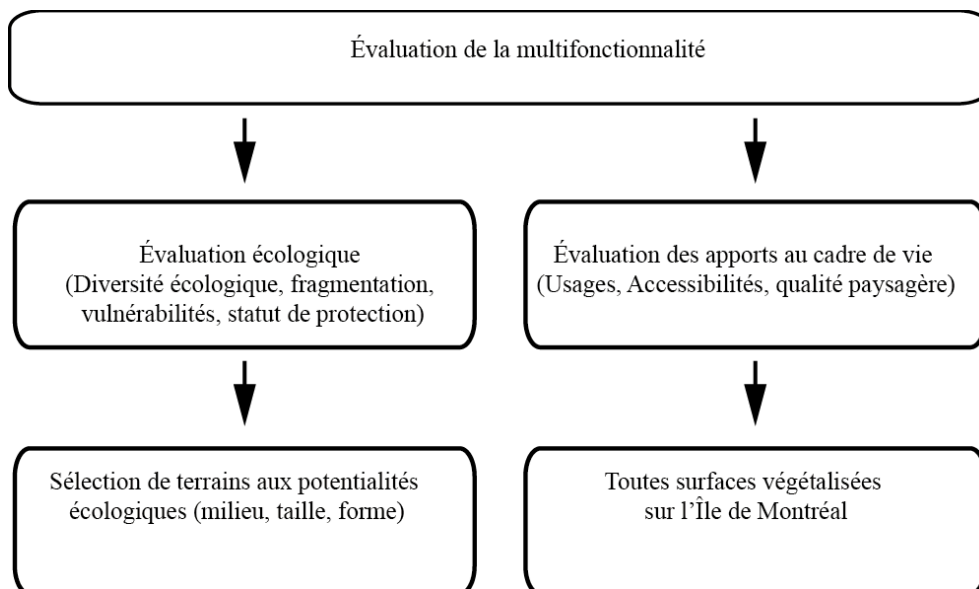 Évaluation de la multifonctionnalité
Évaluation écologique
(Diversité écologique, fragmentation,
vulnérabilités, statut de protection)
Évaluation des apports au cadre de vie
(Usages, Accessibilités, qualité paysagère)
Sélection de terrains aux potentialités
écologiques (milieu, taille, forme)
Toutes surfaces végétalisées
sur l’Île de Montréal